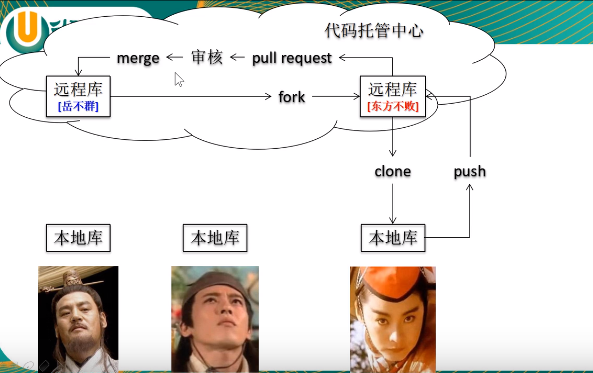 代码托管中心
merge
审核
pull request
远程库
[岳不群]
fork
远程库
[东方不败]
clone
push
本地库
本地库
本地库